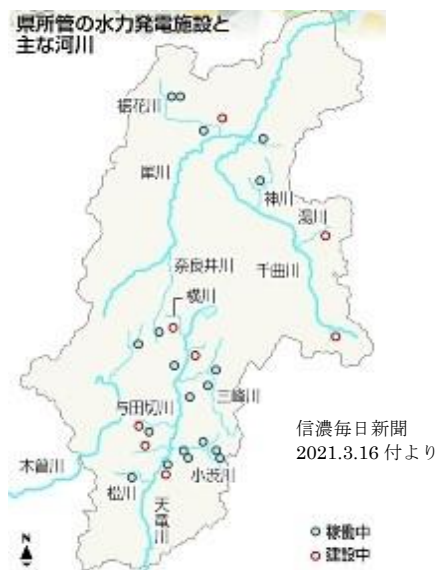 県所管の水力発電施設と
主な河川
裾花川
犀川
神川
湯川
奈良井川
千曲川
横川
三峰川
与田切川
木曽川
小渋川
松川
天竜川
信濃毎日新聞
2021.3.16 付より
N
稼働中
建設中